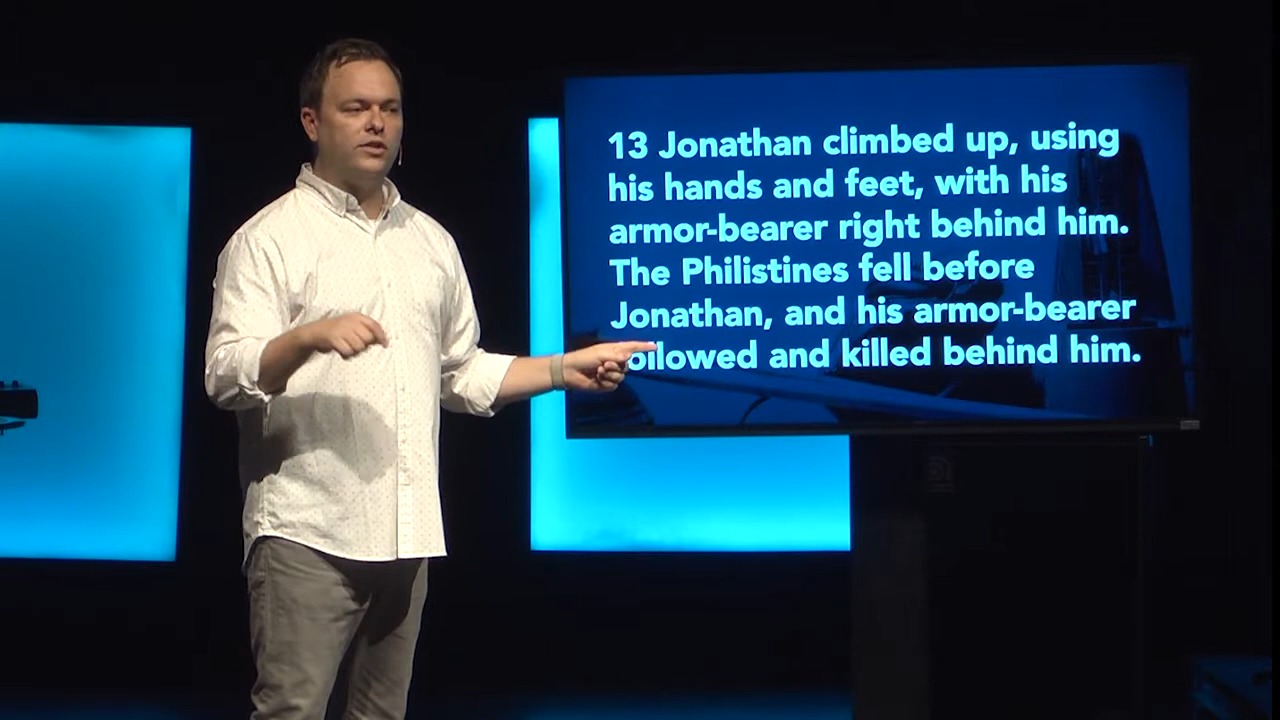 13 Jonathan climbed up, using
his hands and feet, with his
armor-bearer right behind him.
The Philistines fell before
Jonathan, and his armor-bearer
followed and killed behind him.